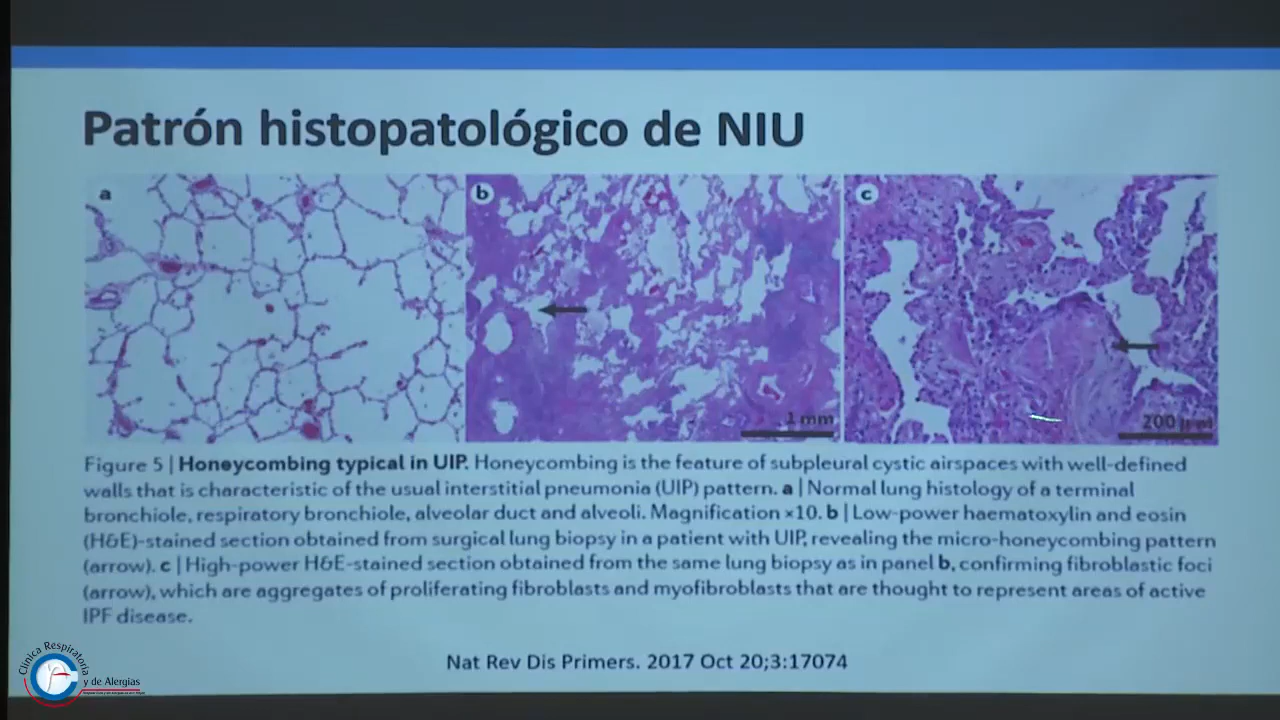 Patrón histopatológico de NIU
a
b
c
1 mm
200 µm
Figure 5 | Honeycombing typical in UIP. Honeycombing is the feature of subpleural cystic airspaces with well-defined
walls that is characteristic of the usual interstitial pneumonia (UIP) pattern. a | Normal lung histology of a terminal
bronchiole, respiratory bronchiole, alveolar duct and alveoli. Magnification ×10. b | Low-power haematoxylin and eosin
(H&E)-stained section obtained from surgical lung biopsy in a patient with UIP, revealing the micro-honeycombing pattern
(arrow). c | High-power H&E-stained section obtained from the same lung biopsy as in panel b, confirming fibroblastic foci
(arrow), which are aggregates of proliferating fibroblasts and myofibroblasts that are thought to represent areas of active
IPF disease.
Nat Rev Dis Primers. 2017 Oct 20;3:17074
Clínica Respiratoria
y de Alergias